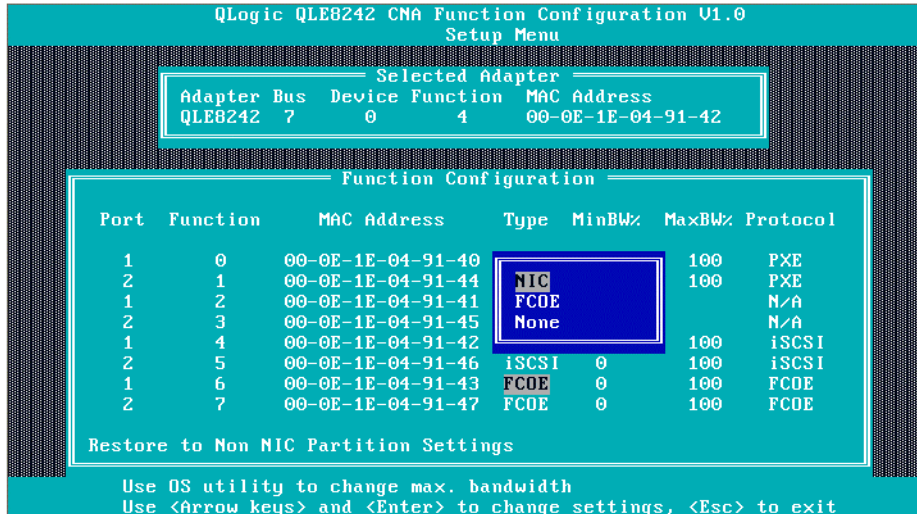 QLogic QLE8242 CNA Function Configuration V1.0
Setup Menu
Selected Adapter
Adapter Bus Device Function MAC Address
QLE8242 7 0 4 00-0E-1E-04-91-42
Function Configuration
Port Function MAC Address Type MinBW% MaxBW% Protocol
1 0 00-0E-1E-04-91-40 100 PXE
2 1 00-0E-1E-04-91-44 NIC 100 PXE
1 2 00-0E-1E-04-91-41 FCOE N/A
2 3 00-0E-1E-04-91-45 None N/A
1 4 00-0E-1E-04-91-42 100 iSCSI
2 5 00-0E-1E-04-91-46 iSCSI 0 100 iSCSI
1 6 00-0E-1E-04-91-43 FCOE 0 100 FCOE
2 7 00-0E-1E-04-91-47 FCOE 0 100 FCOE
Restore to Non NIC Partition Settings
Use OS utility to change max. bandwidth
Use <Arrow keys> and <Enter> to change settings, <Esc> to exit